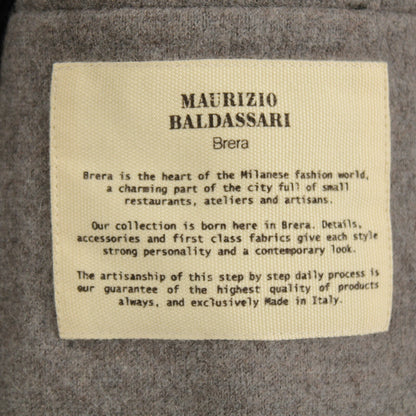 MAURIZIO
BALDASSARI
Brera
Brera is the heart of the Milanese fashion world,
a charming part of the city full of small
restaurants, ateliers and artisans.
Our collection is born here in Brera. Details,
accessories and first class fabrics give each style
strong personality and a contemporary look.
The artisanship of this step by step daily process is
our guarantee of the highest quality of products
always, and exclusively Made in Italy.